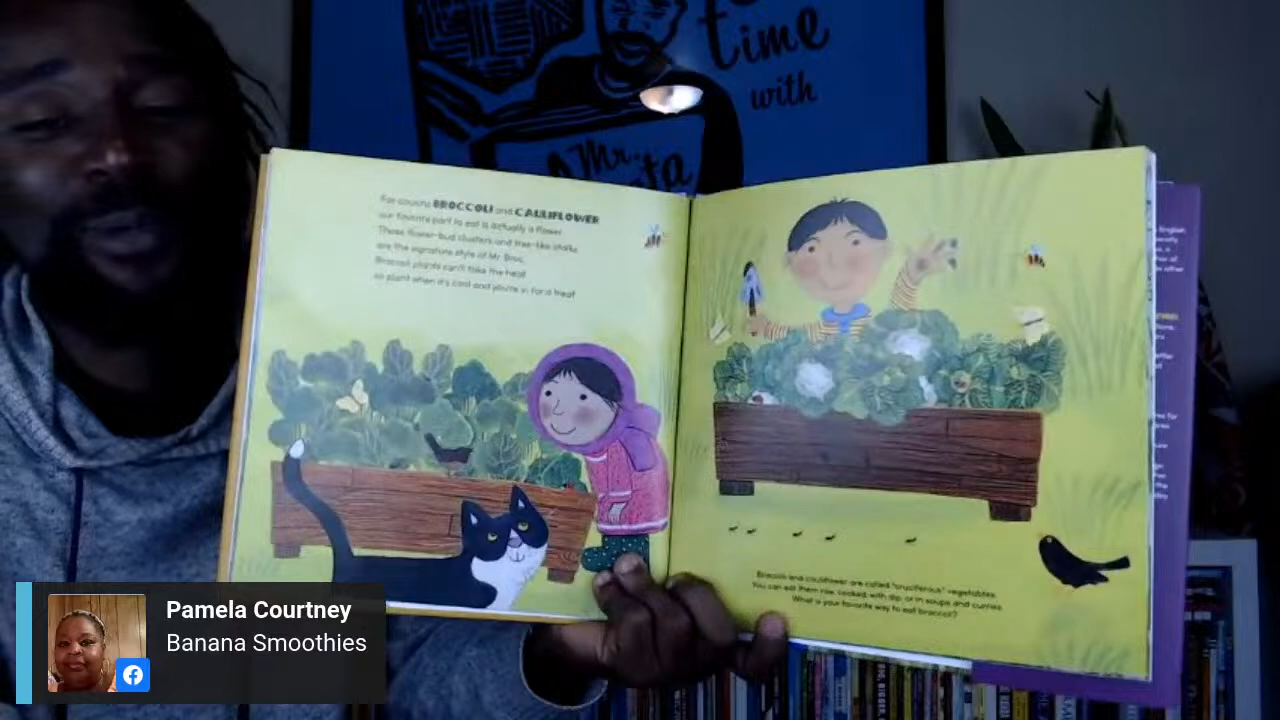 time
with
Mr.
For cousins BROCCOLI and CAULIFLOWER
our favorite part to eat is actually a flower.
Those flower-bud clusters and tree-like stalks
are the signature style of Mr. Broc.
Broccoli plants can't take the heat
so plant when it's cool and you're in for a treat!
Broccoli and cauliflower are called "cruciferous" vegetables.
You can eat them raw, cooked, with dip, or in soups and curries.
What is your favorite way to eat broccoli?
English
Pamela Courtney
Banana Smoothies